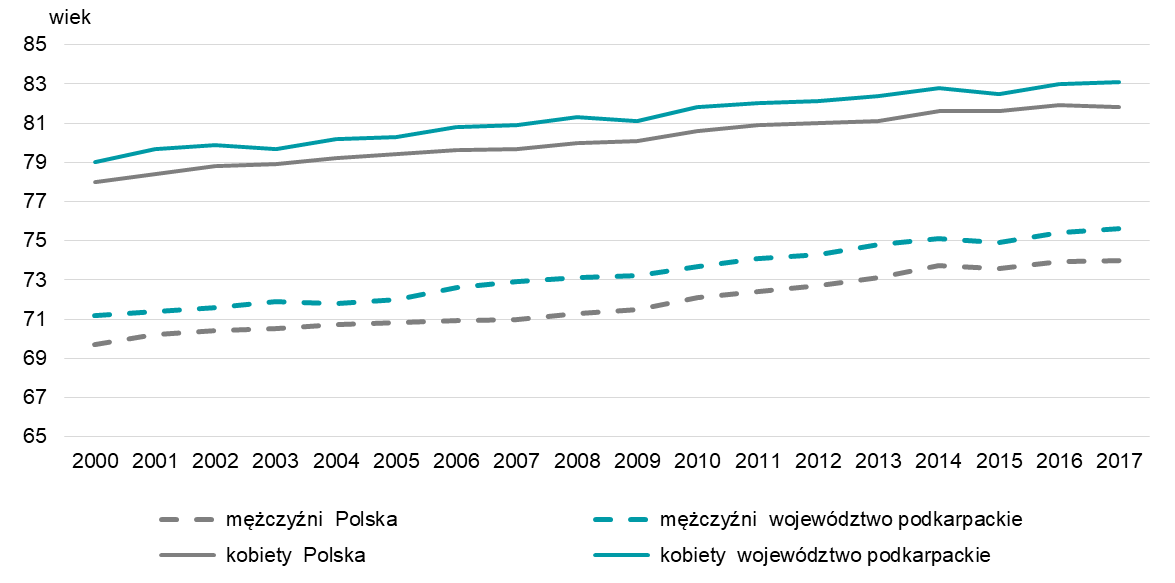 wiek
85
83
81
79
77
75
73
71
69
67
65
2000 2001 2002 2003 2004 2005 2006 2007 2008 2009 2010 2011 2012 2013 2014 2015 2016 2017
mężczyźni Polska
mężczyźni województwo podkarpackie
kobiety Polska
kobiety województwo podkarpackie